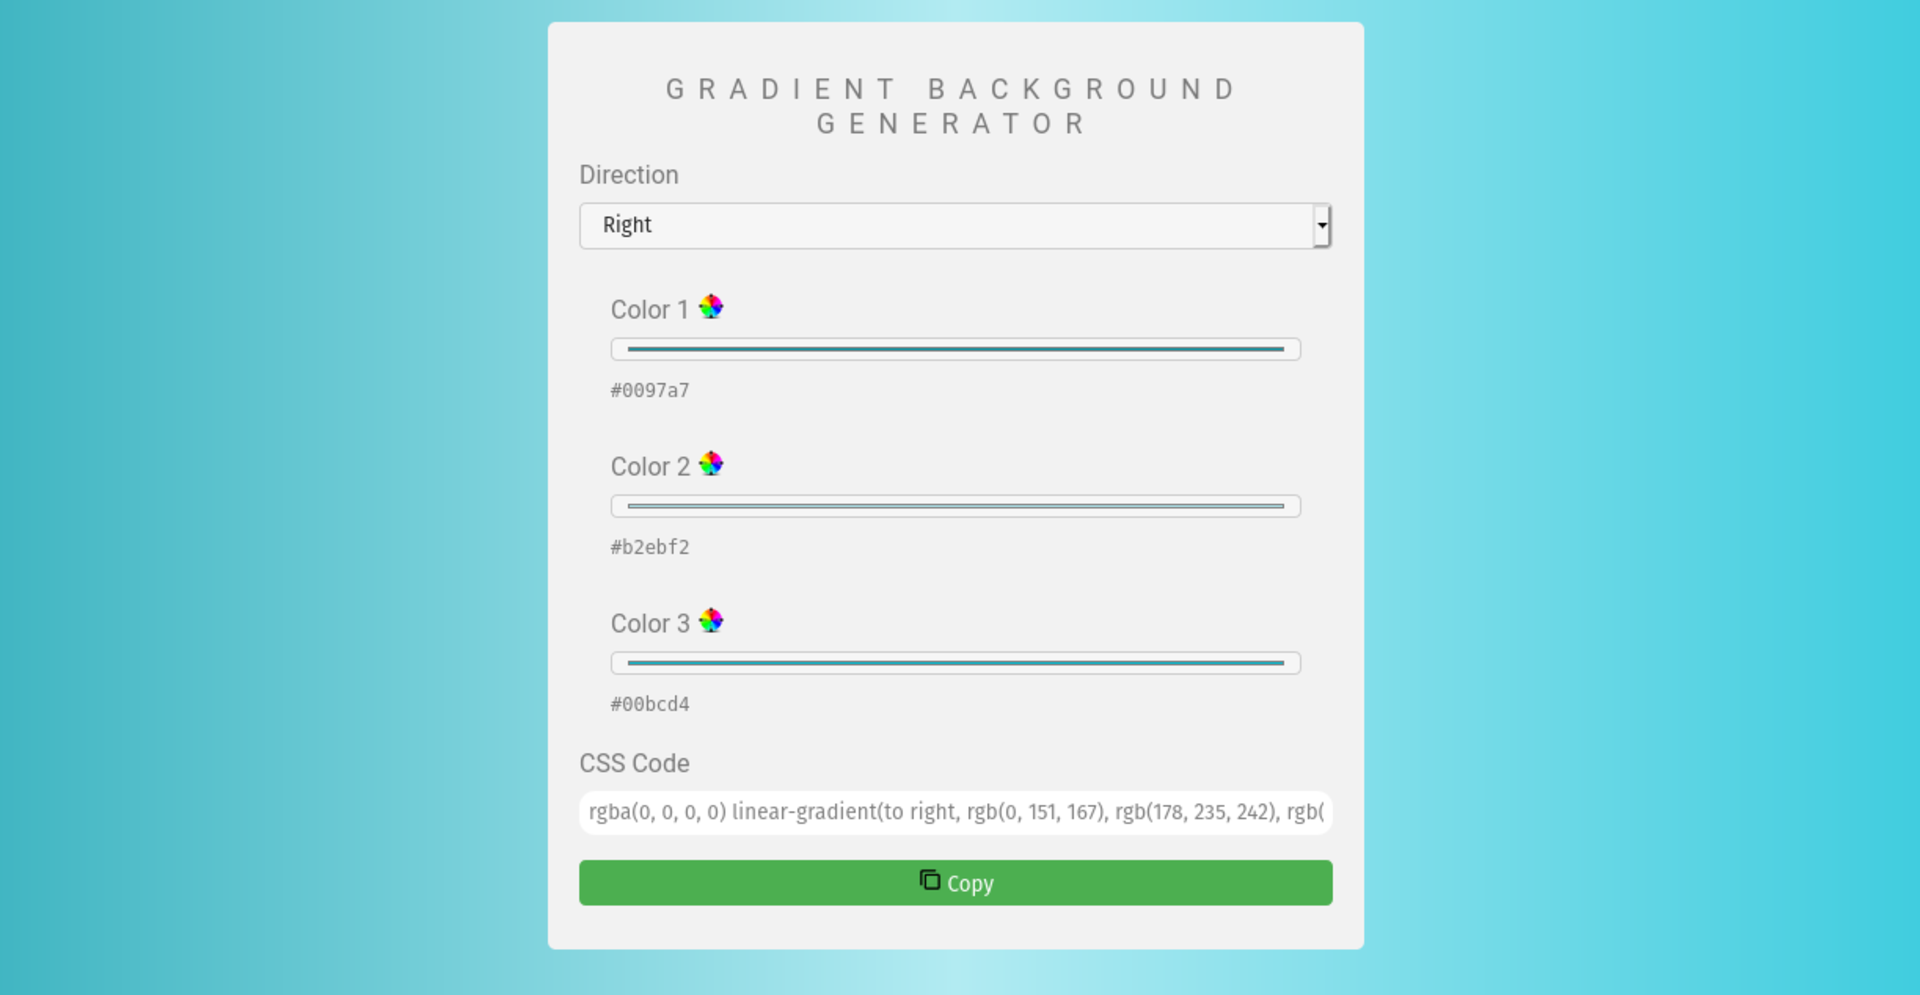 GRADIENT BACKGROUND
GENERATOR
Direction
Right
Color 1
#0097a7
Color 2
#b2ebf2
Color 3
#00bcd4
CSS Code
rgba(0, 0, 0, 0) linear-gradient(to right, rgb(0, 151, 167), rgb(178, 235, 242), rgb(
Copy